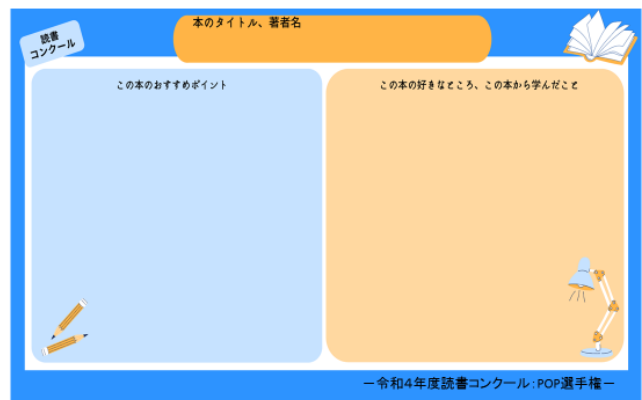 読書
コンクール
本のタイトル、著者名
この本のおすすめポイント
この本の好きなところ、この本から学んだこと
－令和4年度読書コンクール：POP選手権－